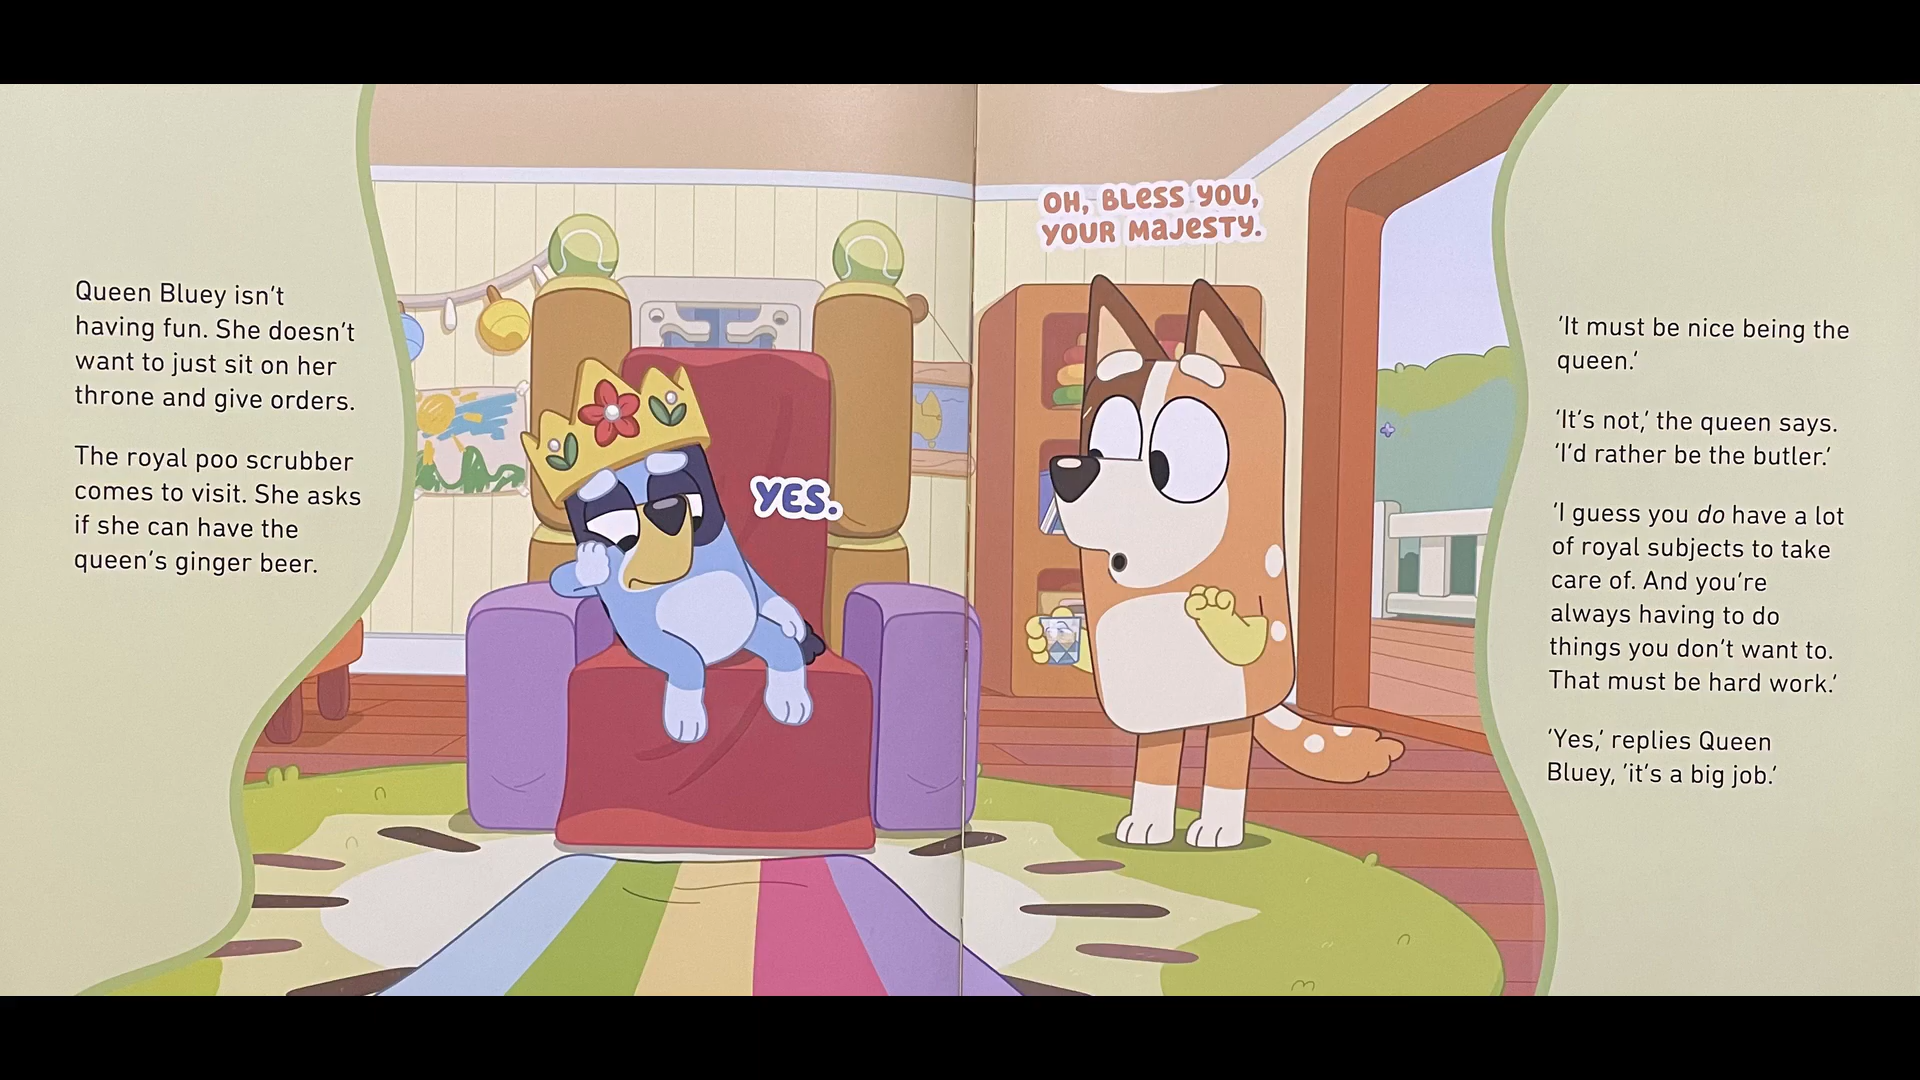 Queen Bluey isn't
having fun. She doesn't
want to just sit on her
throne and give orders.
The royal poo scrubber
comes to visit. She asks
if she can have the
queen's ginger beer.
YES.
OH, BLESS YOU,
YOUR MAJESTY.
'It must be nice being the
queen.'
'It's not,' the queen says.
'I'd rather be the butler.'
'I guess you do have a lot
of royal subjects to take
care of. And you're
always having to do
things you don't want to.
That must be hard work.'
'Yes,' replies Queen
Bluey, 'it's a big job.'